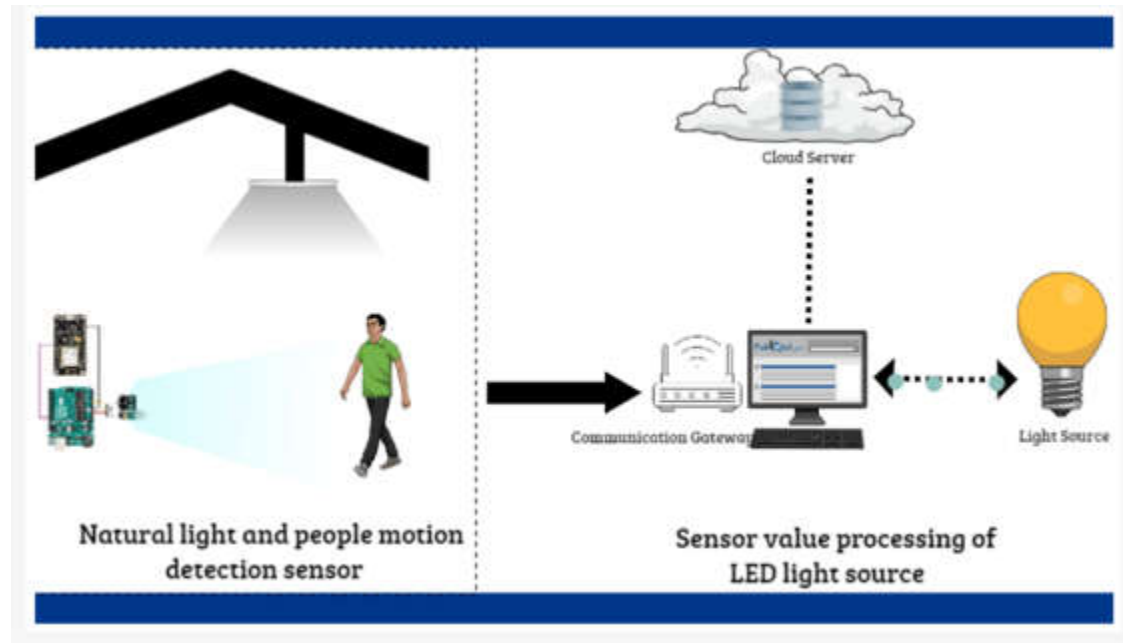 Cloud Server
Communication Gateway
Light Source
Natural light and people motion
detection sensor
Sensor value processing of
LED light source